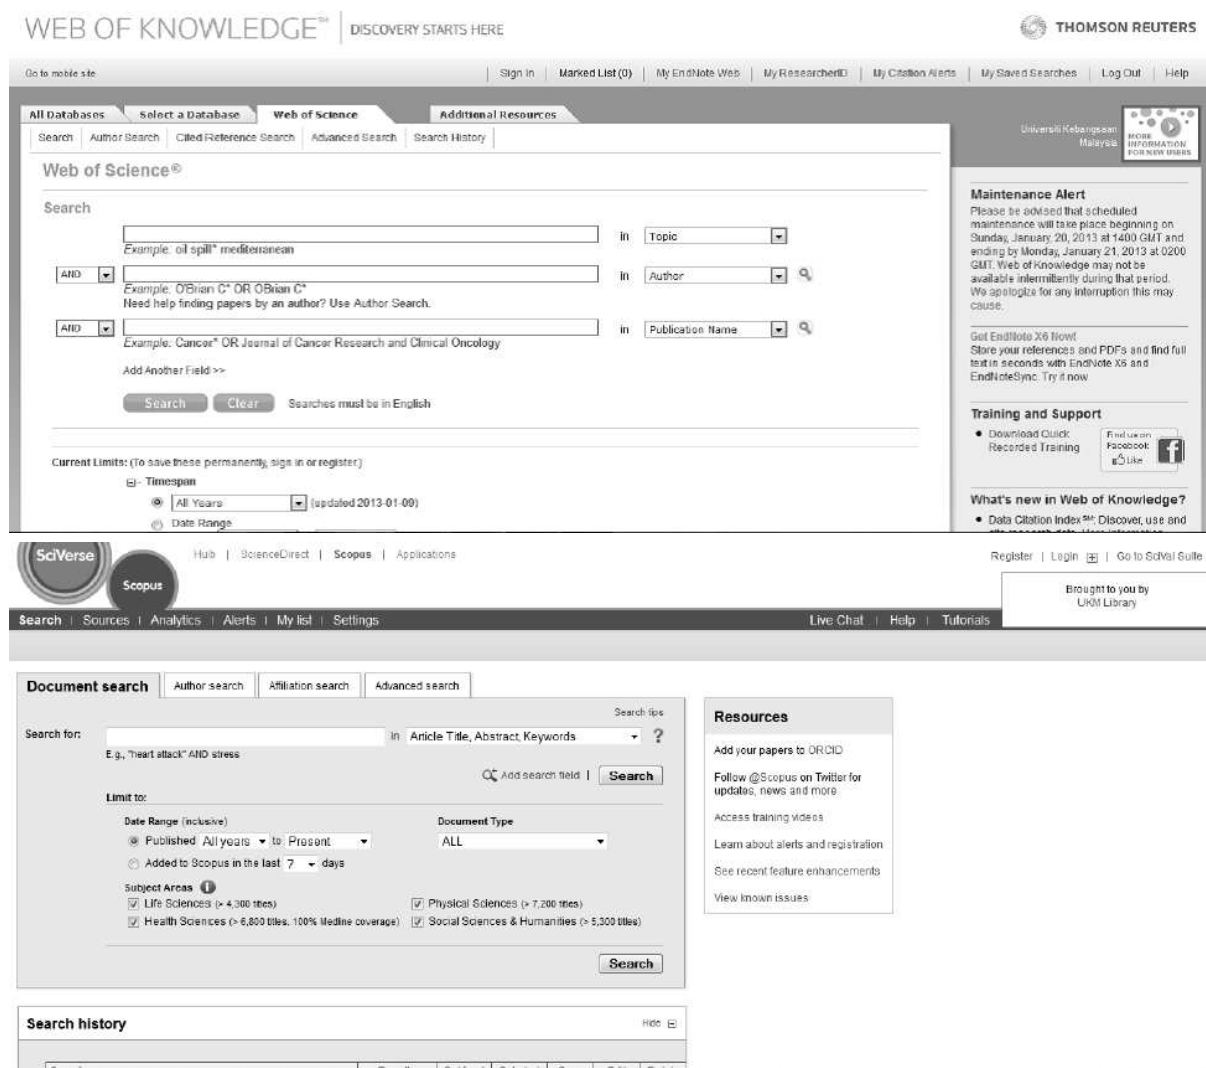 WEB OF KNOWLEDGE℠ | DISCOVERY STARTS HERE
THOMSON REUTERS
Go to mobile site
Sign In | Marked List (0) | My EndNote Web | My ResearcherID | My Citation Alerts | My Saved Searches | Log Out | Help
All Databases Select a Database Web of Science Additional Resources
Search | Author Search | Cited Reference Search | Advanced Search | Search History
Universiti Kebangsaan
Malaysia
MORE
INFORMATION
FOR NEW USERS
Web of Science®
Search
in Topic
Example: oil spill* mediterranean
AND in Author
Example: O'Brian C* OR OBrian C*
Need help finding papers by an author? Use Author Search.
AND in Publication Name
Example: Cancer* OR Journal of Cancer Research and Clinical Oncology
Add Another Field >>
Search Clear Searches must be in English
Current Limits: (To save these permanently, sign in or register.)
Timespan
All Years (updated 2013-01-09)
Date Range
Maintenance Alert
Please be advised that scheduled
maintenance will take place beginning on
Sunday, January, 20, 2013 at 1400 GMT and
ending by Monday, January 21, 2013 at 0200
GMT. Web of Knowledge may not be
available intermittently during that period.
We apologize for any interruption this may
cause.
Get EndNote X6 Now!
Store your references and PDFs and find full
text in seconds with EndNote X6 and
EndNoteSync. Try it now
Training and Support
• Download Quick
Recorded Training
Find us on
Facebook
Like
What's new in Web of Knowledge?
• Data Citation Index℠: Discover, use and
SciVerse
Scopus
Hub | ScienceDirect | Scopus | Applications
Register | Login | Go to SciVal Suite
Brought to you by
UKM Library
Search | Sources | Analytics | Alerts | My list | Settings
Live Chat | Help | Tutorials
Document search Author search Affiliation search Advanced search
Search tips
Search for: in Article Title, Abstract, Keywords ?
E.g., "heart attack" AND stress
Add search field | Search
Limit to:
Date Range (inclusive)
Published All years to Present
Added to Scopus in the last 7 days
Document Type
ALL
Subject Areas
Life Sciences (> 4,300 titles)
Physical Sciences (> 7,200 titles)
Health Sciences (> 6,800 titles. 100% Medline coverage)
Social Sciences & Humanities (> 5,300 titles)
Search
Resources
Add your papers to ORCID
Follow @Scopus on Twitter for
updates, news and more
Access training videos
Learn about alerts and registration
See recent feature enhancements
View known issues
Search history
Hide